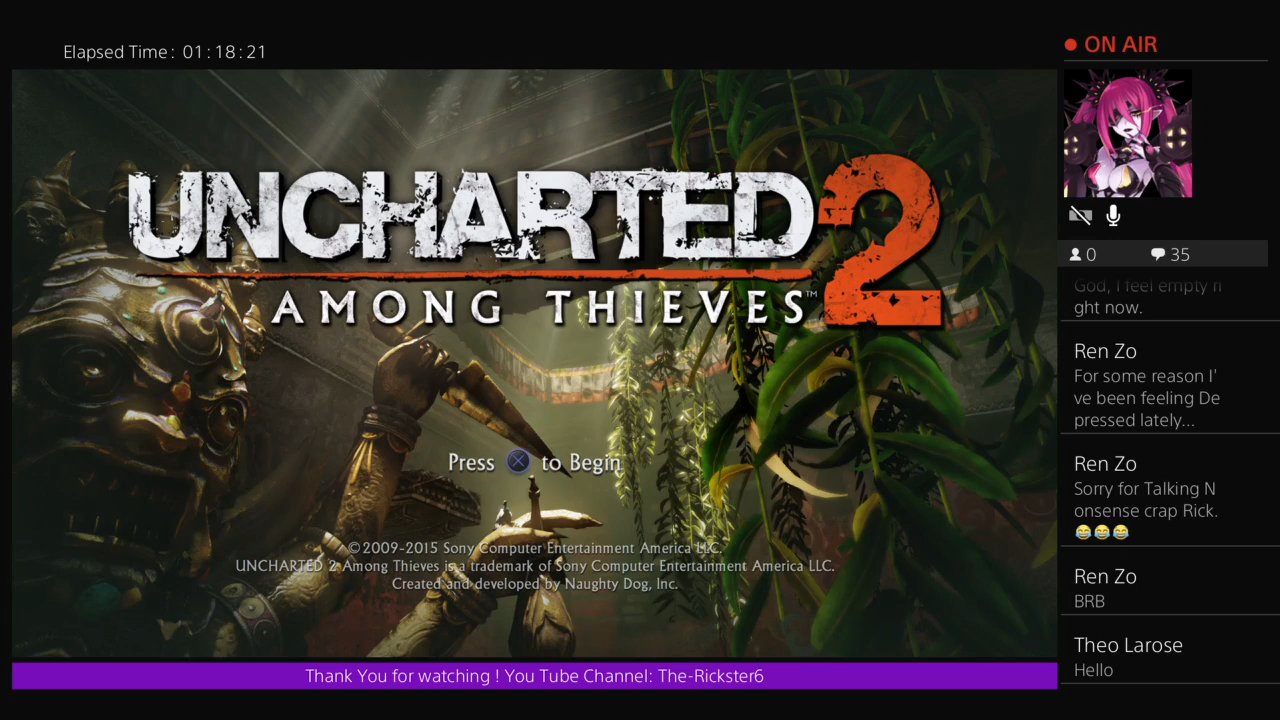 Elapsed Time: 01:18:21
ON AIR
UNCHARTED 2
AMONG THIEVES™
Press to Begin
©2009-2015 Sony Computer Entertainment America LLC.
UNCHARTED 2: Among Thieves is a trademark of Sony Computer Entertainment America LLC.
Created and developed by Naughty Dog, Inc.
Thank You for watching ! You Tube Channel: The-Rickster6
0 35
God, I feel empty ri
ght now.
Ren Zo
For some reason I'
ve been feeling De
pressed lately...
Ren Zo
Sorry for Talking N
onsense crap Rick.
😂😂😂
Ren Zo
BRB
Theo Larose
Hello